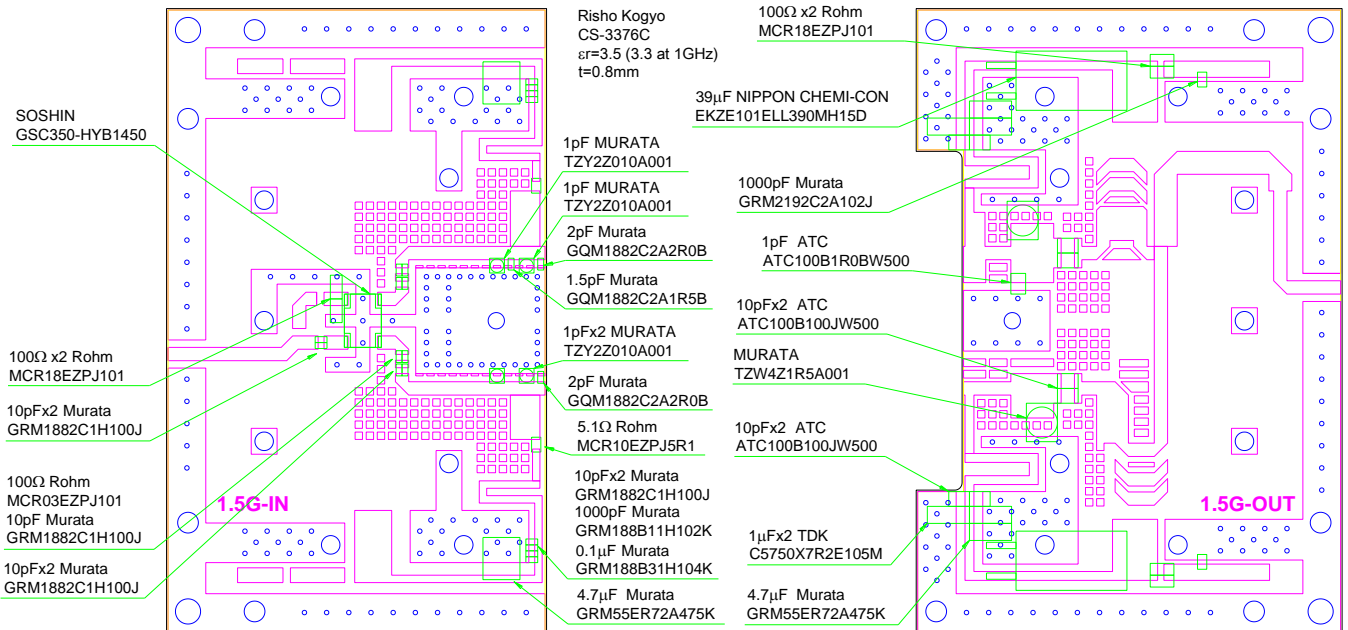 SOSHIN
GSC350-HYB1450
100Ω x2 Rohm
MCR18EZPJ101
10pFx2 Murata
GRM1882C1H100J
100Ω Rohm
MCR03EZPJ101
10pF Murata
GRM1882C1H100J
10pFx2 Murata
GRM1882C1H100J
1.5G-IN
Risho Kogyo
CS-3376C
εr=3.5 (3.3 at 1GHz)
t=0.8mm
1pF MURATA
TZY2Z010A001
1pF MURATA
TZY2Z010A001
2pF Murata
GQM1882C2A2R0B
1.5pF Murata
GQM1882C2A1R5B
1pFx2 MURATA
TZY2Z010A001
2pF Murata
GQM1882C2A2R0B
5.1Ω Rohm
MCR10EZPJ5R1
10pFx2 Murata
GRM1882C1H100J
1000pF Murata
GRM188B11H102K
0.1μF Murata
GRM188B31H104K
4.7μF Murata
GRM55ER72A475K
100Ω x2 Rohm
MCR18EZPJ101
39μF NIPPON CHEMI-CON
EKZE101ELL390MH15D
1000pF Murata
GRM2192C2A102J
1pF ATC
ATC100B1R0BW500
10pFx2 ATC
ATC100B100JW500
MURATA
TZW4Z1R5A001
10pFx2 ATC
ATC100B100JW500
1μFx2 TDK
C5750X7R2E105M
4.7μF Murata
GRM55ER72A475K
1.5G-OUT